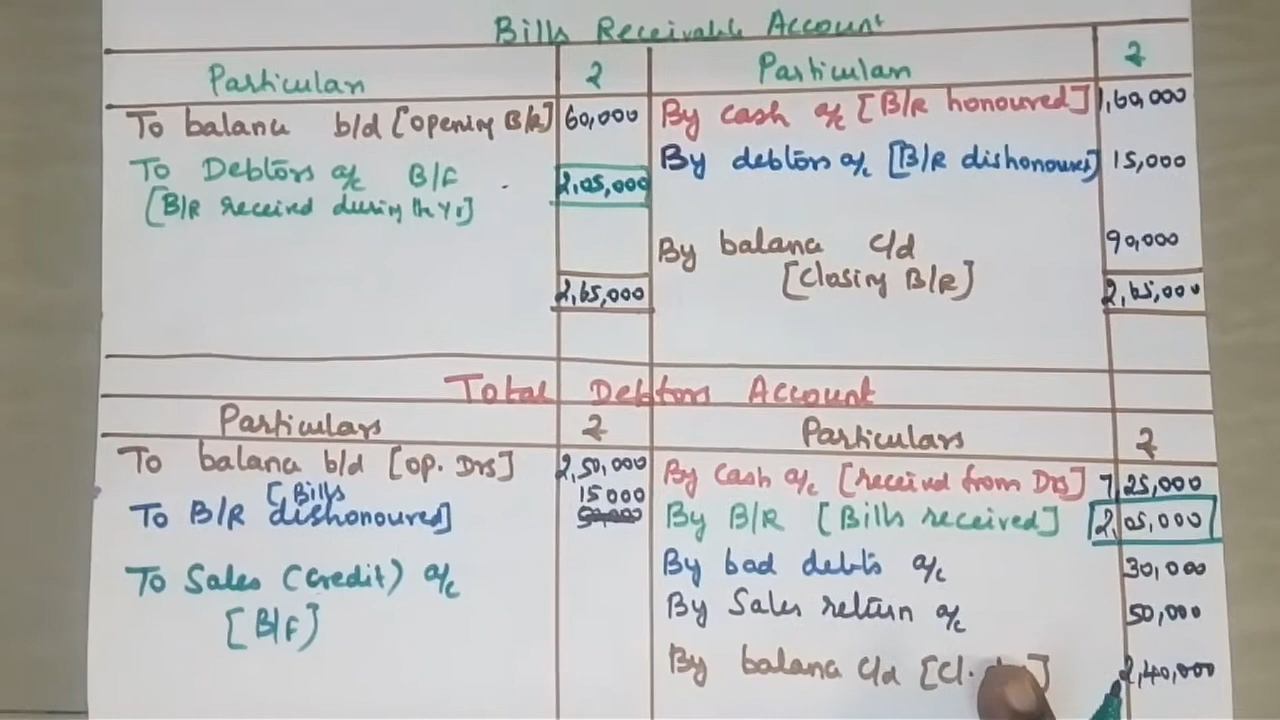 Bills Receivable Account
Particulars ₹ Particulars ₹
To balance b/d [opening B/R] 60,000 By cash a/c [B/R honoured] 1,60,000
To Debtors a/c B/F 2,05,000 By debtors a/c [B/R dishonoured] 15,000
[B/R received during the Yr]
By balance c/d 90,000
[Closing B/R]
2,65,000 2,65,000
Total Debtors Account
Particulars ₹ Particulars ₹
To balance b/d [op. Drs] 2,50,000 By cash a/c [received from Drs] 7,25,000
To B/R [Bills dishonoured] 15000 By B/R [Bills received] 2,05,000
To Sales (Credit) a/c By bad debts a/c 30,000
[B/F] By Sales return a/c 50,000
By balance c/d [Cl. ] 2,40,000